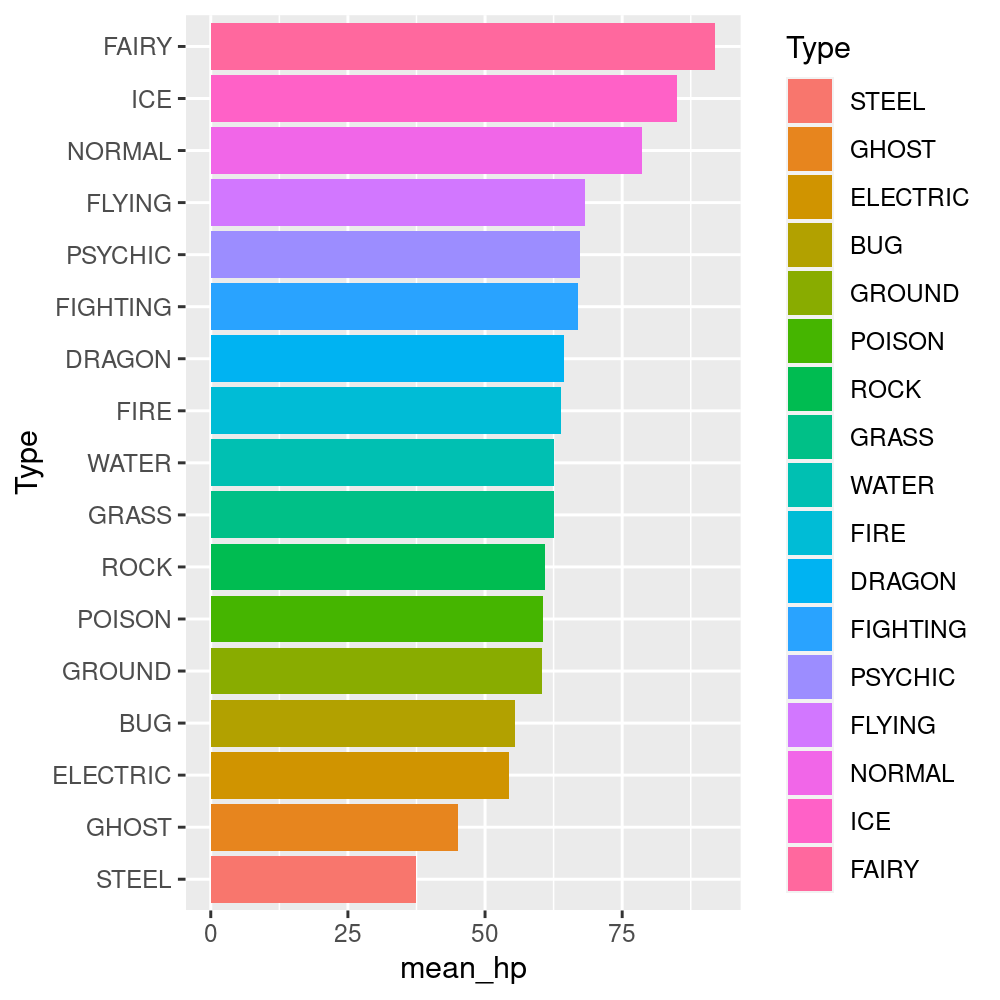 FAIRY
ICE
NORMAL
FLYING
PSYCHIC
FIGHTING
DRAGON
FIRE
WATER
GRASS
ROCK
POISON
GROUND
BUG
ELECTRIC
GHOST
STEEL
Type
0 25 50 75
mean_hp
Type
STEEL
GHOST
ELECTRIC
BUG
GROUND
POISON
ROCK
GRASS
WATER
FIRE
DRAGON
FIGHTING
PSYCHIC
FLYING
NORMAL
ICE
FAIRY